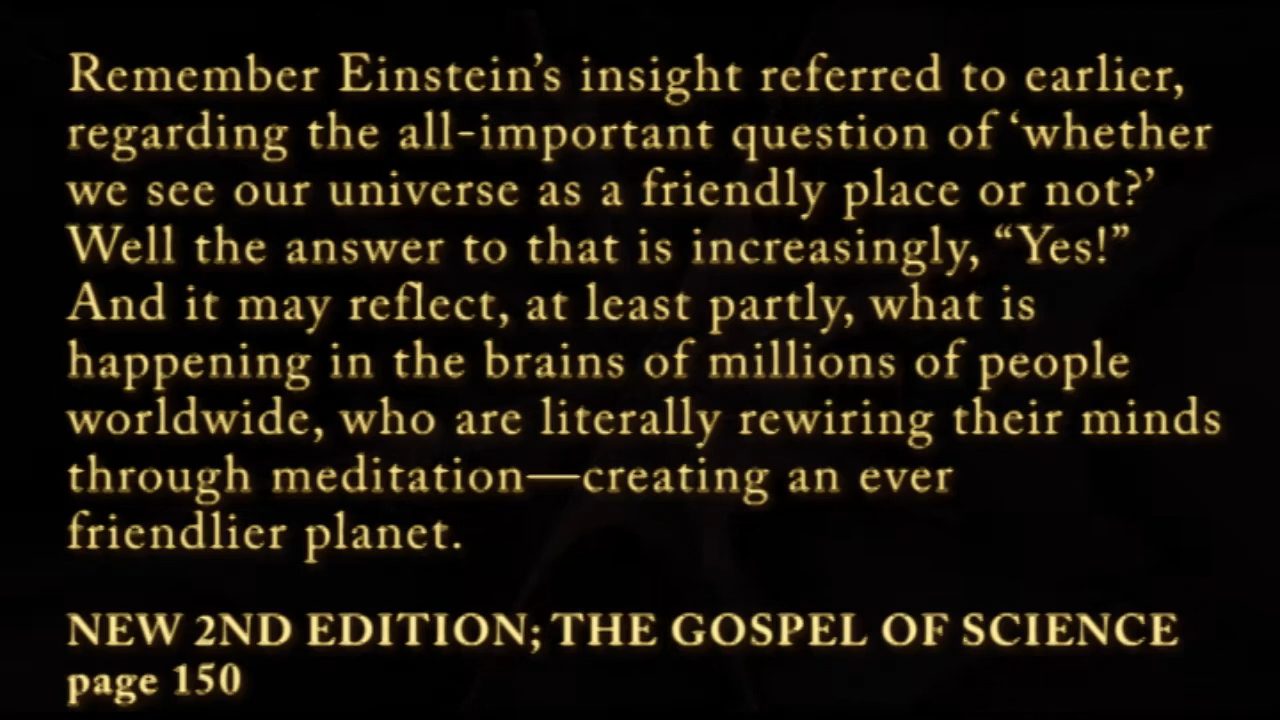 Remember Einstein’s insight referred to earlier,
regarding the all-important question of ‘whether
we see our universe as a friendly place or not?’
Well the answer to that is increasingly, “Yes!”
And it may reflect, at least partly, what is
happening in the brains of millions of people
worldwide, who are literally rewiring their minds
through meditation—creating an ever
friendlier planet.
NEW 2ND EDITION; THE GOSPEL OF SCIENCE
page 150